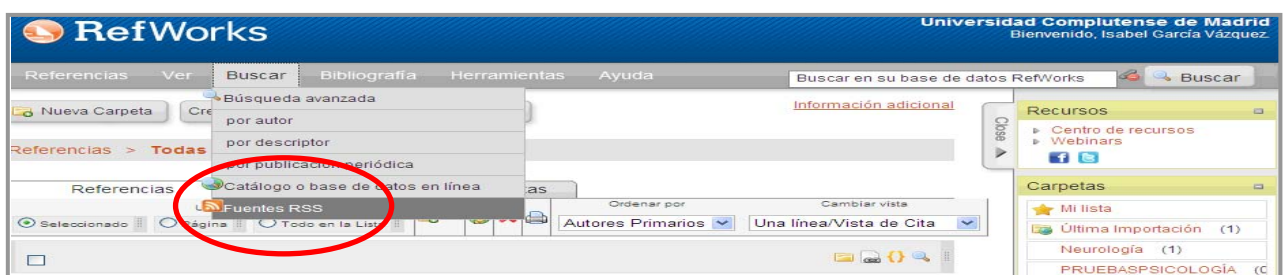 RefWorks
Universidad Complutense de Madrid
Bienvenido, Isabel García Vázquez.
Referencias Ver Buscar Bibliografía Herramientas Ayuda
Buscar en su base de datos RefWorks Buscar
Búsqueda avanzada
por autor
por descriptor
por publicación periódica
Catálogo o base de datos en línea
Fuentes RSS
Nueva Carpeta Cre
Información adicional
Close
Referencias > Todas
Referencias
as
Ordenar por Cambiar vista
Seleccionado Página Todo en la Lista Autores Primarios Una línea/Vista de Cita
Recursos
Centro de recursos
Webinars
Carpetas
Mi lista
Última Importación (1)
Neurología (1)
PRUEBASPSICOLOGÍA